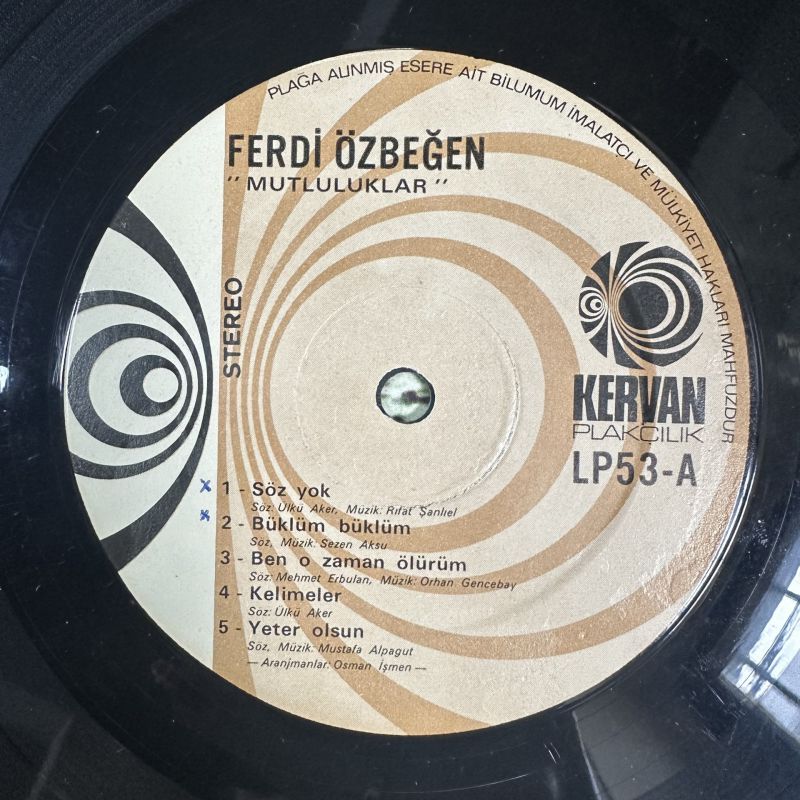 PLAĞA ALINMIŞ ESERE AİT BİLUMUM İMALATÇI VE MÜLKİYET HAKLARI MAHFUZDUR
FERDİ ÖZBEĞEN
"MUTLULUKLAR"
STEREO
KERVAN
PLAKÇILIK
LP53-A
1 - Söz yok
Söz: Ülkü Aker, Müzik: Rıfat Şanlıel
2 - Büklüm büklüm
Söz, Müzik: Sezen Aksu
3 - Ben o zaman ölürüm
Söz: Mehmet Erbulan, Müzik: Orhan Gencebay
4 - Kelimeler
Söz: Ülkü Aker
5 - Yeter olsun
Söz, Müzik: Mustafa Alpagut
— Aranjmanlar: Osman İşmen —